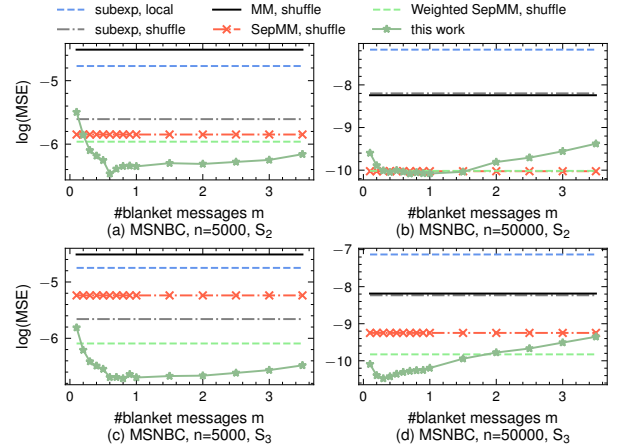 subexp, local
MM, shuffle
Weighted SepMM, shuffle
subexp, shuffle
SepMM, shuffle
this work
log(MSE)
−5
−6
0 1 2 3
#blanket messages m
(a) MSNBC, n=5000, S₂
−8
−9
−10
0 1 2 3
#blanket messages m
(b) MSNBC, n=50000, S₂
log(MSE)
−5
−6
0 1 2 3
#blanket messages m
(c) MSNBC, n=5000, S₃
−7
−8
−9
−10
0 1 2 3
#blanket messages m
(d) MSNBC, n=50000, S₃